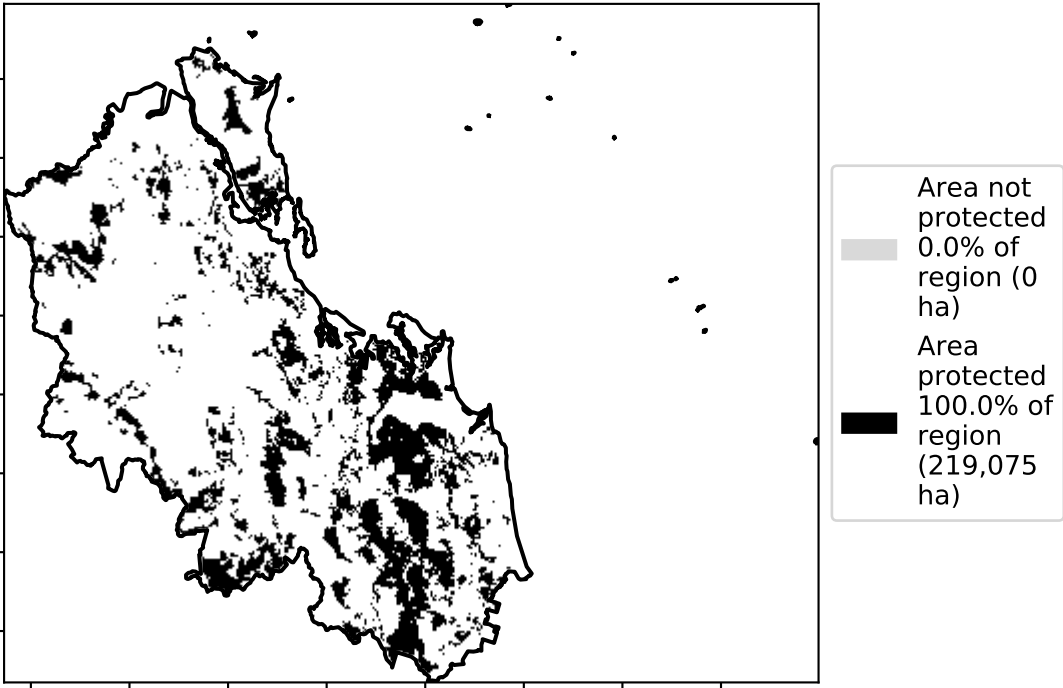 Area not
protected
0.0% of
region (0
ha)
Area
protected
100.0% of
region
(219,075
ha)